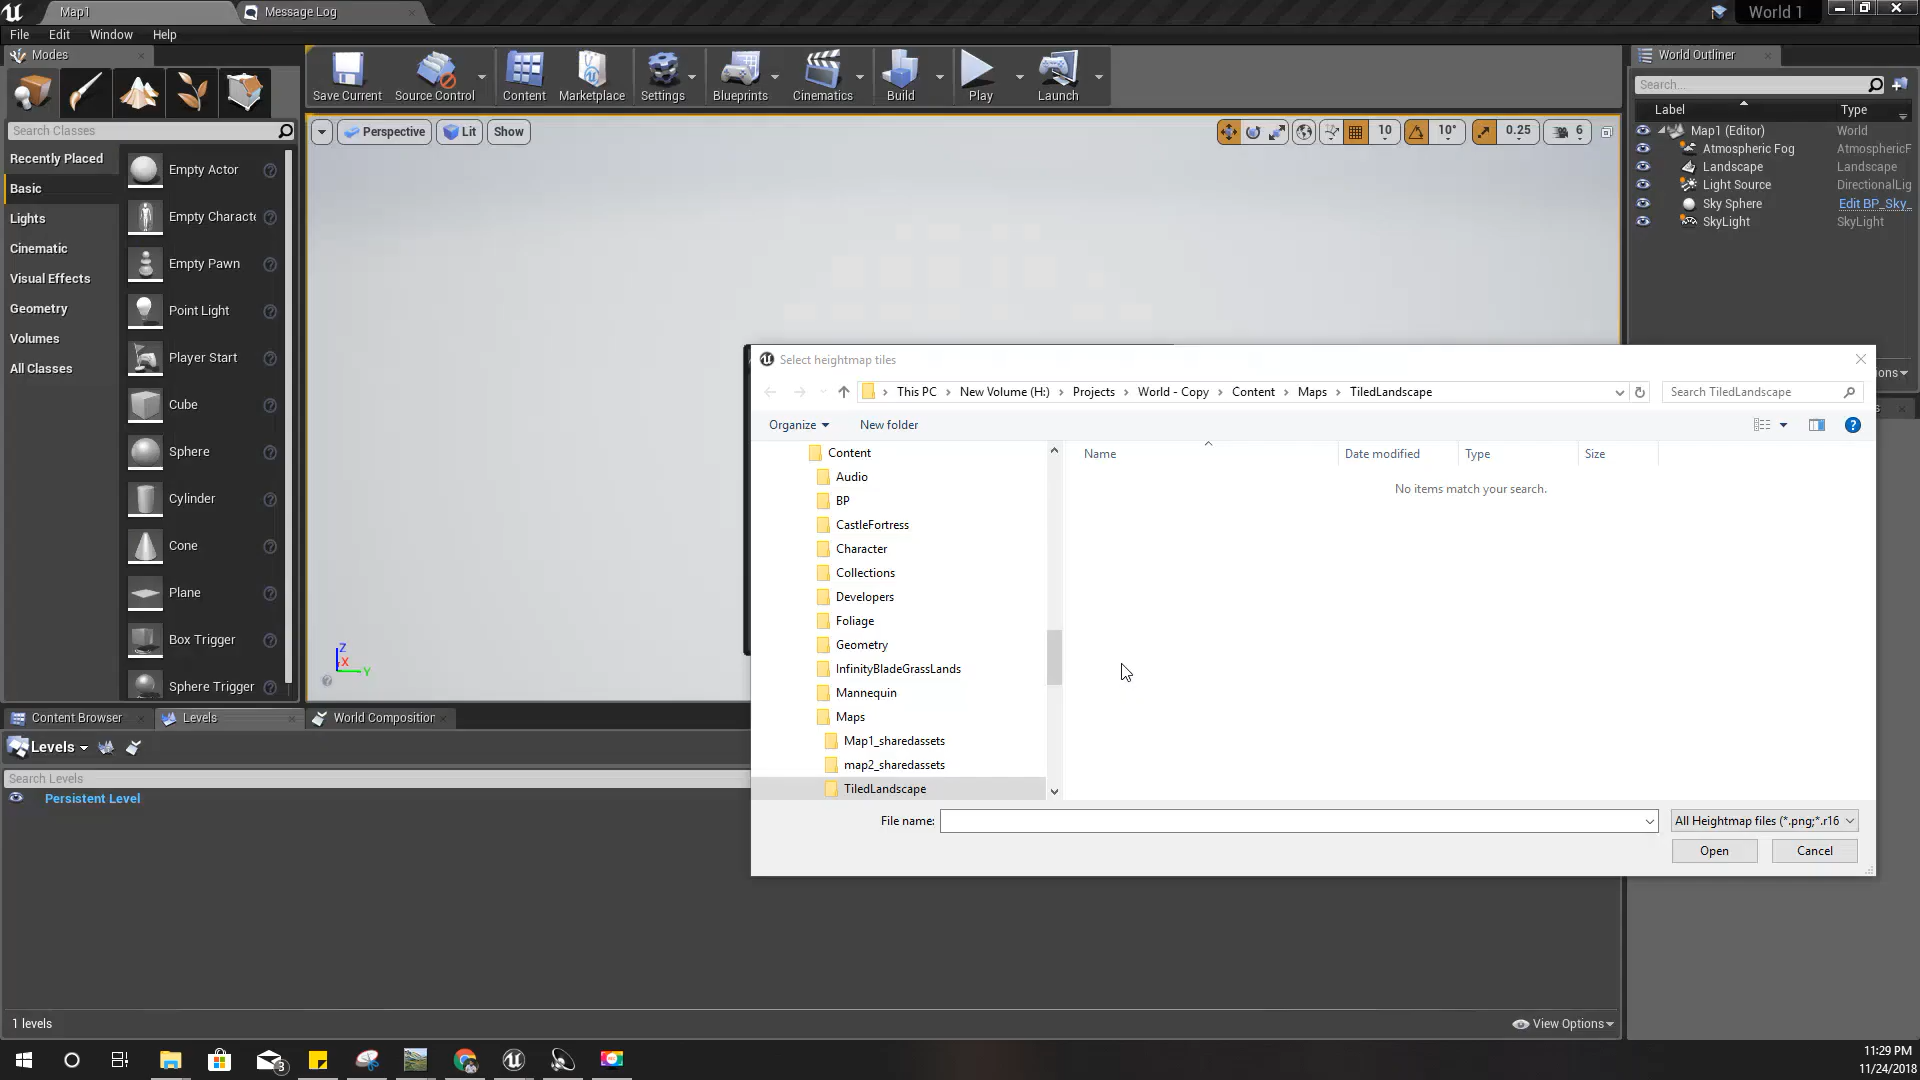 Map1
Message Log
World 1
File Edit Window Help
Modes
Save Current
Source Control
Content
Marketplace
Settings
Blueprints
Cinematics
Build
Play
Launch
World Outliner
Search...
Label Type
Map1 (Editor) World
Atmospheric Fog AtmosphericF
Landscape Landscape
Light Source DirectionalLig
Sky Sphere Edit BP_Sky_
SkyLight SkyLight
Search Classes
Recently Placed
Basic
Lights
Cinematic
Visual Effects
Geometry
Volumes
All Classes
Empty Actor
Empty Characte
Empty Pawn
Point Light
Player Start
Cube
Sphere
Cylinder
Cone
Plane
Box Trigger
Sphere Trigger
Perspective Lit Show
10 10° 0.25 6
Z
X
Y
Select heightmap tiles
This PC › New Volume (H:) › Projects › World - Copy › Content › Maps › TiledLandscape
Search TiledLandscape
Organize New folder
Content
Audio
BP
CastleFortress
Character
Collections
Developers
Foliage
Geometry
InfinityBladeGrassLands
Mannequin
Maps
Map1_sharedassets
map2_sharedassets
TiledLandscape
Name Date modified Type Size
No items match your search.
File name:
All Heightmap files (*.png;*.r16
Open Cancel
Content Browser
Levels
World Composition
Levels
Search Levels
Persistent Level
1 levels
View Options
3
11:29 PM
11/24/2018